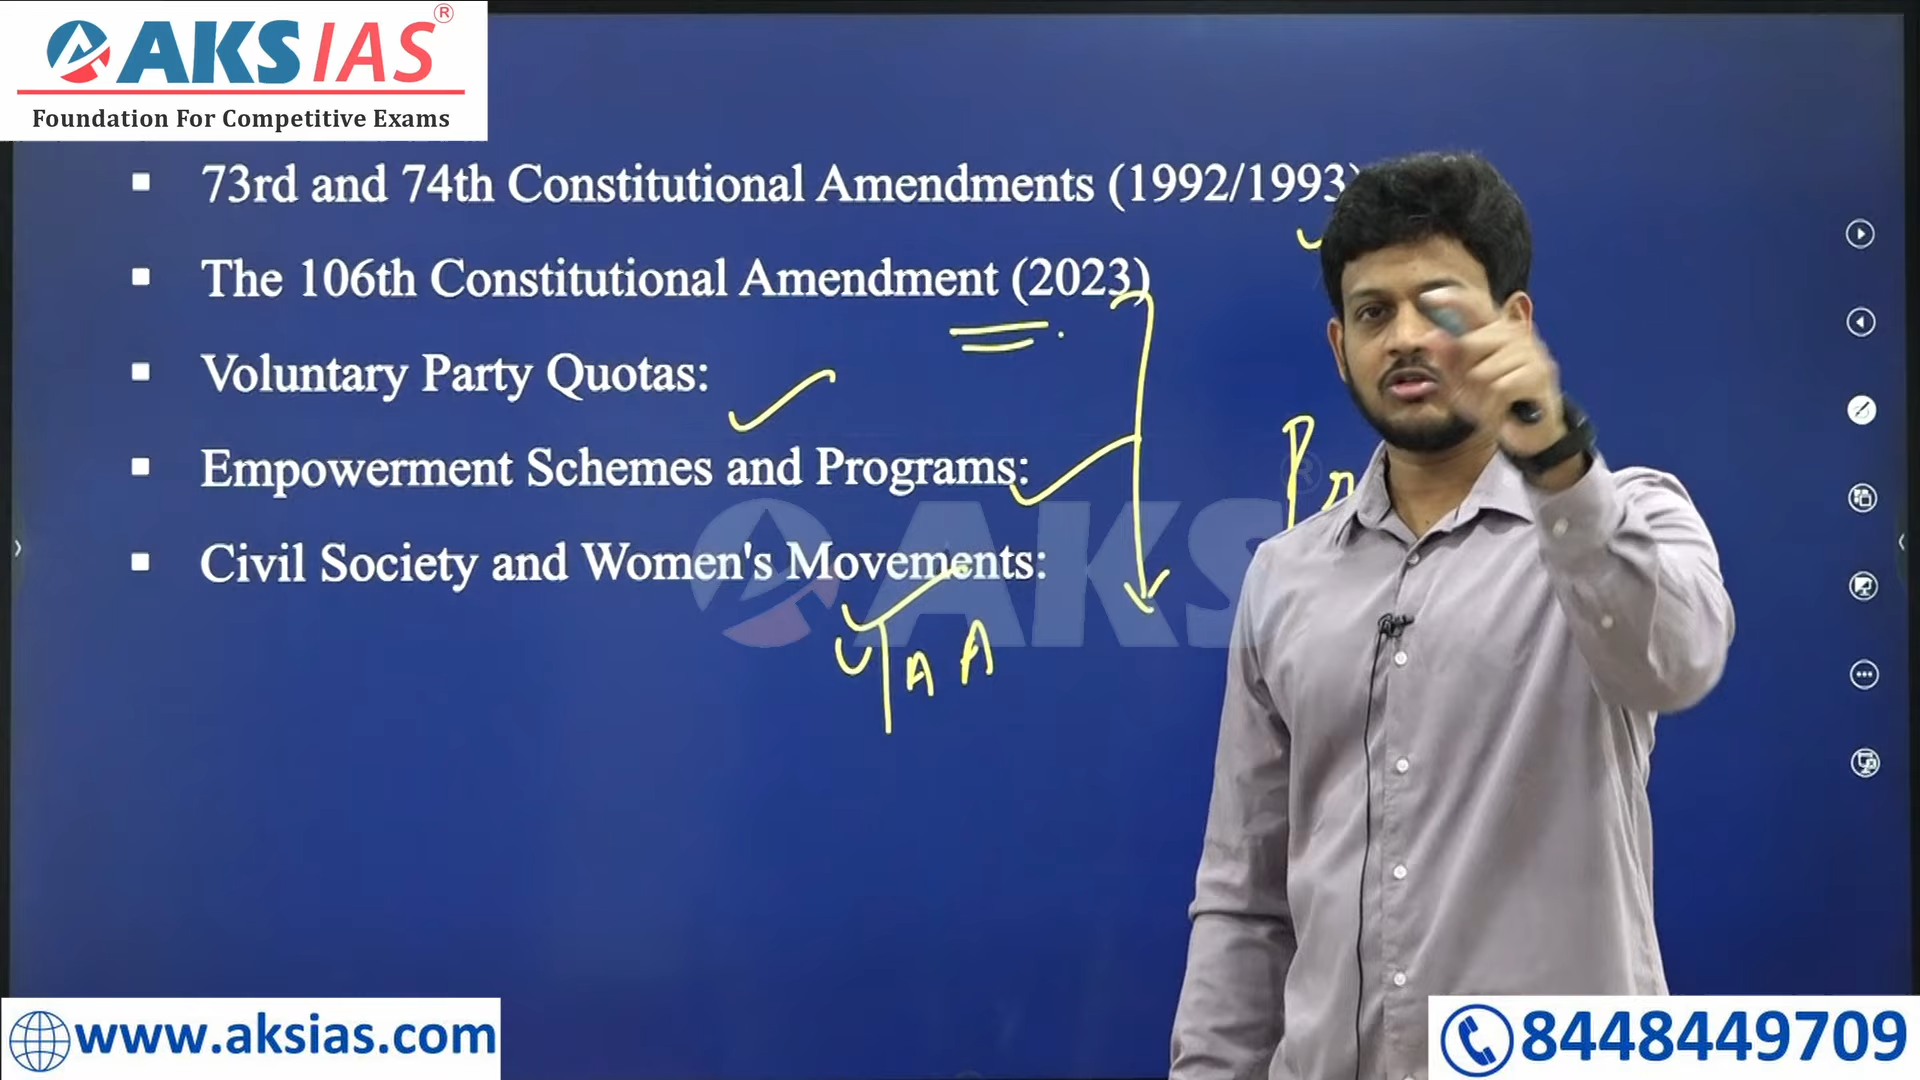 AKS IAS®
Foundation For Competitive Exams
▪ 73rd and 74th Constitutional Amendments (1992/1993)
▪ The 106th Constitutional Amendment (2023)
▪ Voluntary Party Quotas:
▪ Empowerment Schemes and Programs:
▪ Civil Society and Women's Movements:
AKS
www.aksias.com
8448449709